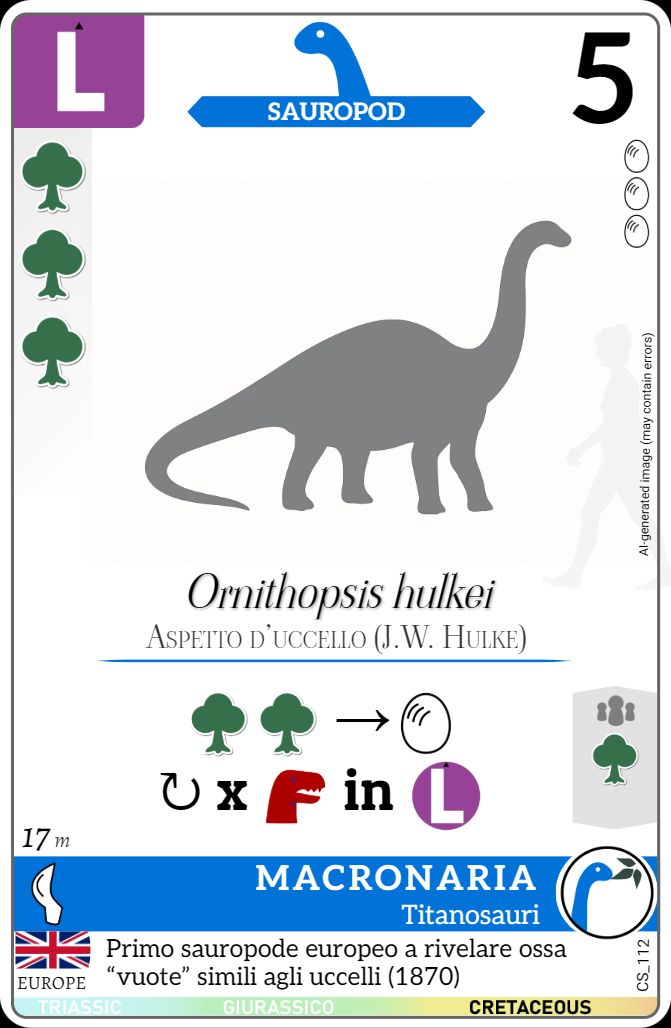 L
SAUROPOD
5
AI-generated image (may contain errors)
Ornithopsis hulkei
Aspetto d’uccello (J.W. Hulke)
x in L
17 m
MACRONARIA
Titanosauri
Primo sauropode europeo a rivelare ossa
“vuote” simili agli uccelli (1870)
EUROPE
CS_112
TRIASSIC GIURASSICO CRETACEOUS